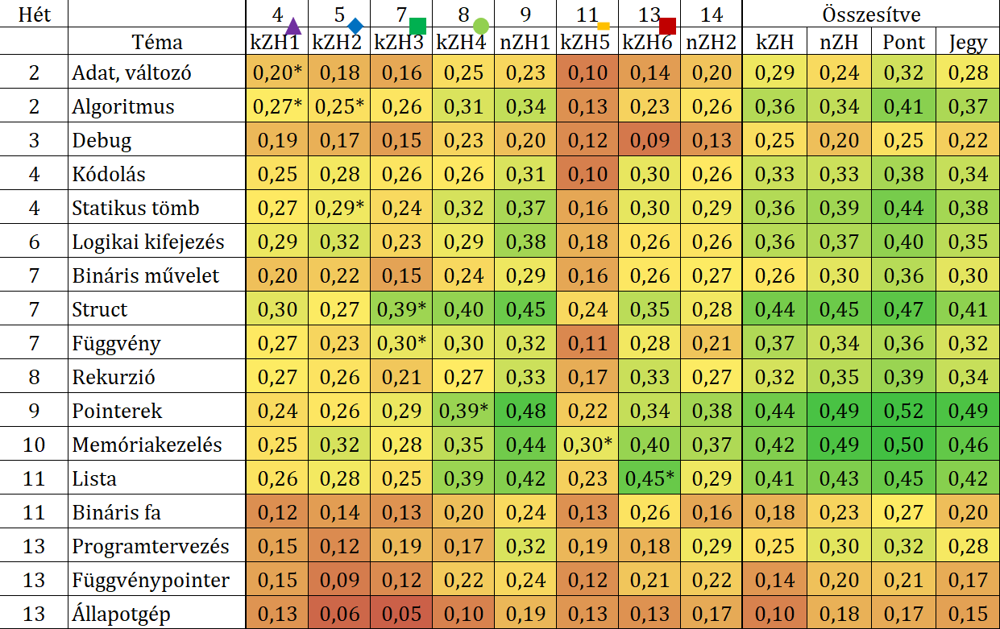 Hét 4 5 7 8 9 11 13 14 Összesítve
Téma kZH1 kZH2 kZH3 kZH4 nZH1 kZH5 kZH6 nZH2 kZH nZH Pont Jegy
2 Adat, változó 0,20* 0,18 0,16 0,25 0,23 0,10 0,14 0,20 0,29 0,24 0,32 0,28
2 Algoritmus 0,27* 0,25* 0,26 0,31 0,34 0,13 0,23 0,26 0,36 0,34 0,41 0,37
3 Debug 0,19 0,17 0,15 0,23 0,20 0,12 0,09 0,13 0,25 0,20 0,25 0,22
4 Kódolás 0,25 0,28 0,26 0,26 0,31 0,10 0,30 0,26 0,33 0,33 0,38 0,34
4 Statikus tömb 0,27 0,29* 0,24 0,32 0,37 0,16 0,30 0,29 0,36 0,39 0,44 0,38
6 Logikai kifejezés 0,29 0,32 0,23 0,29 0,38 0,18 0,26 0,26 0,36 0,37 0,40 0,35
7 Bináris művelet 0,20 0,22 0,15 0,24 0,29 0,16 0,26 0,27 0,26 0,30 0,36 0,30
7 Struct 0,30 0,27 0,39* 0,40 0,45 0,24 0,35 0,28 0,44 0,45 0,47 0,41
7 Függvény 0,27 0,23 0,30* 0,30 0,32 0,11 0,28 0,21 0,37 0,34 0,36 0,32
8 Rekurzió 0,27 0,26 0,21 0,27 0,33 0,17 0,33 0,27 0,32 0,35 0,39 0,34
9 Pointerek 0,24 0,26 0,29 0,39* 0,48 0,22 0,34 0,38 0,44 0,49 0,52 0,49
10 Memóriakezelés 0,25 0,32 0,28 0,35 0,44 0,30* 0,40 0,37 0,42 0,49 0,50 0,46
11 Lista 0,26 0,28 0,25 0,39 0,42 0,23 0,45* 0,29 0,41 0,43 0,45 0,42
11 Bináris fa 0,12 0,14 0,13 0,20 0,24 0,13 0,26 0,16 0,18 0,23 0,27 0,20
13 Programtervezés 0,15 0,12 0,19 0,17 0,32 0,19 0,18 0,29 0,25 0,30 0,32 0,28
13 Függvénypointer 0,15 0,09 0,12 0,22 0,24 0,12 0,21 0,22 0,14 0,20 0,21 0,17
13 Állapotgép 0,13 0,06 0,05 0,10 0,19 0,13 0,13 0,17 0,10 0,18 0,17 0,15